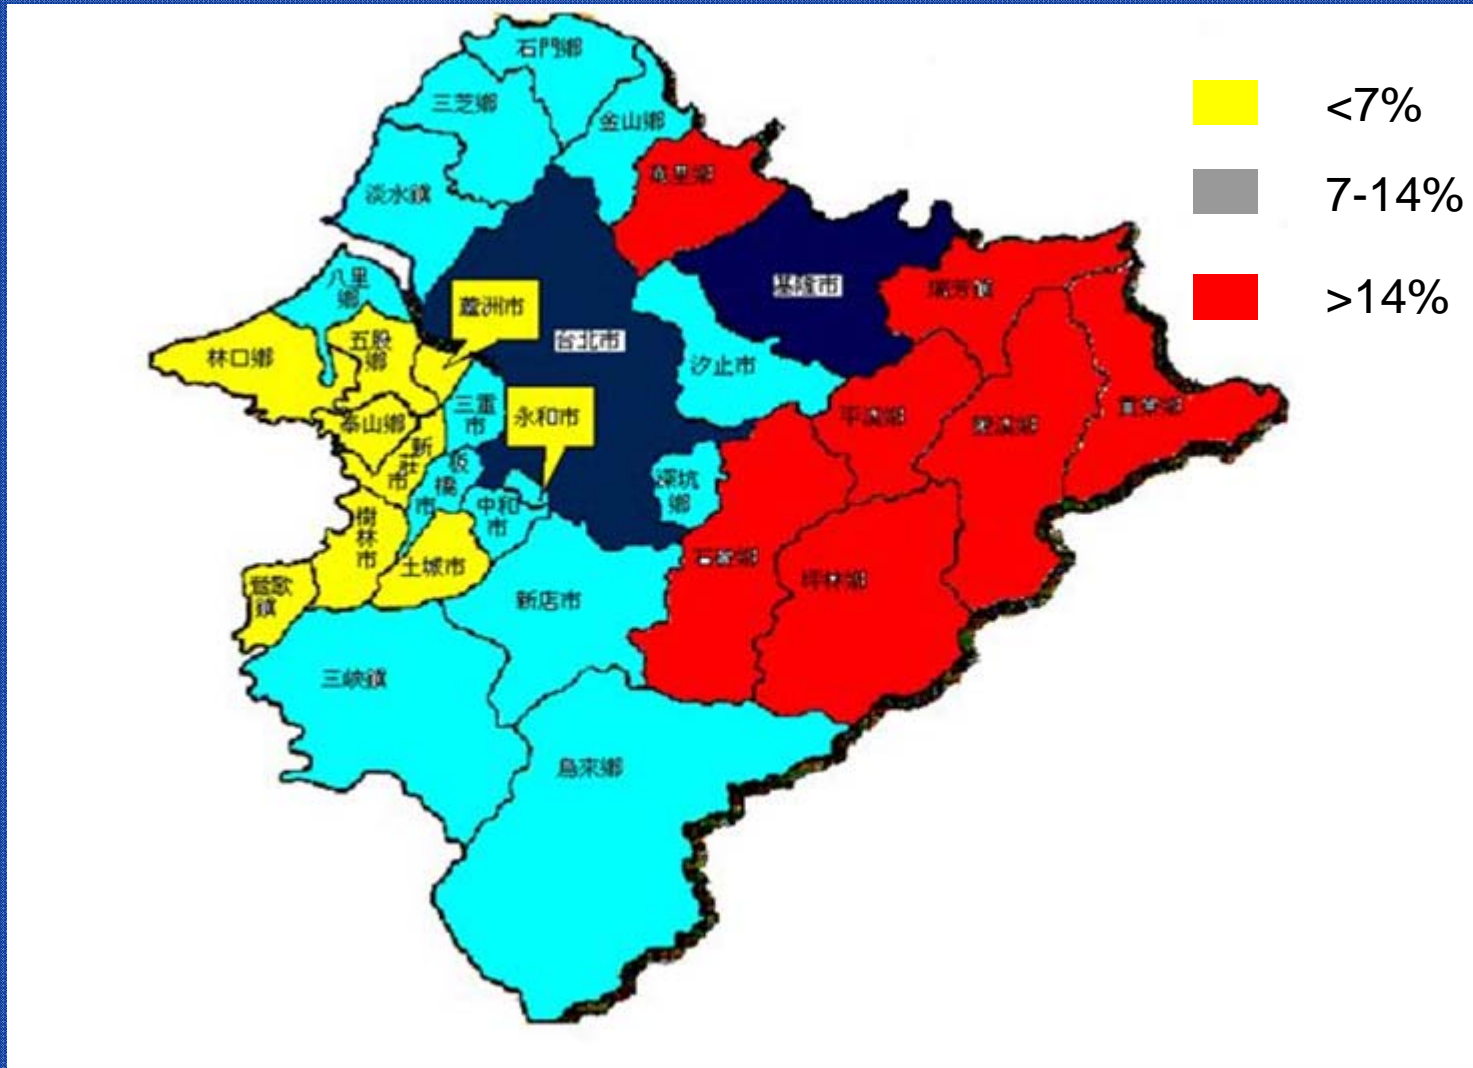 石門鄉
三芝鄉
金山鄉
<7%
萬里鄉
淡水鎮
7-14%
八里
鄉
基隆市
瑞芳鎮
>14%
蘆洲市
五股
鄉
台北市
林口鄉
汐止市
三重
市
永和市
平溪鄉
雙溪鄉
貢寮鄉
泰山鄉
新
莊
市
板
橋
市
深坑
鄉
中和
市
樹
林
市
土城市
石碇鄉
坪林鄉
鶯歌
鎮
新店市
三峽鎮
烏來鄉